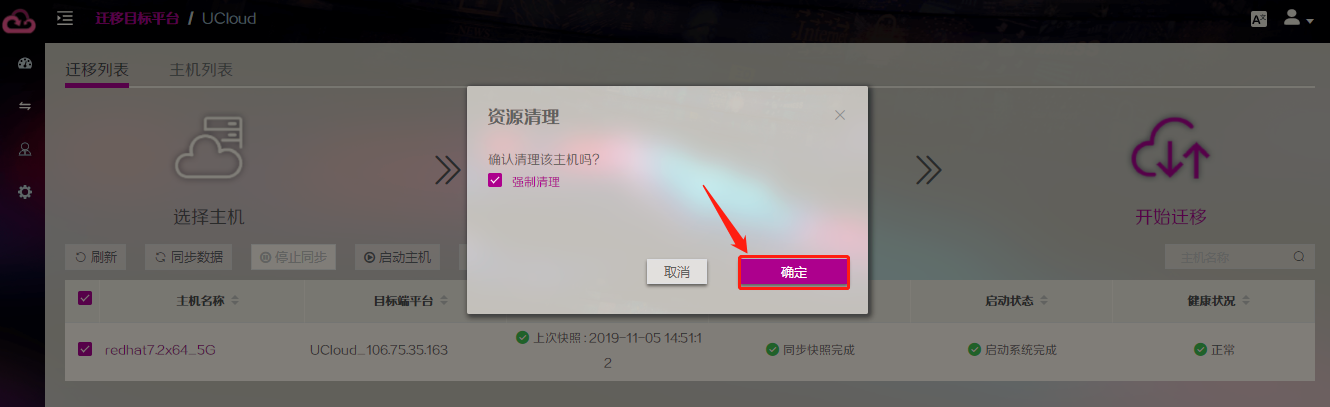 迁移目标平台 / UCloud
迁移列表 主机列表
资源清理
确认清理该主机吗?
强制清理
取消 确定
选择主机 开始迁移
刷新 同步数据 停止同步 启动主机 主机名称
主机名称 目标端平台 启动状态 健康状况
redhat7.2x64_5G UCloud_106.75.35.163 上次快照 : 2019-11-05 14:51:1 同步快照完成 启动系统完成 正常
2